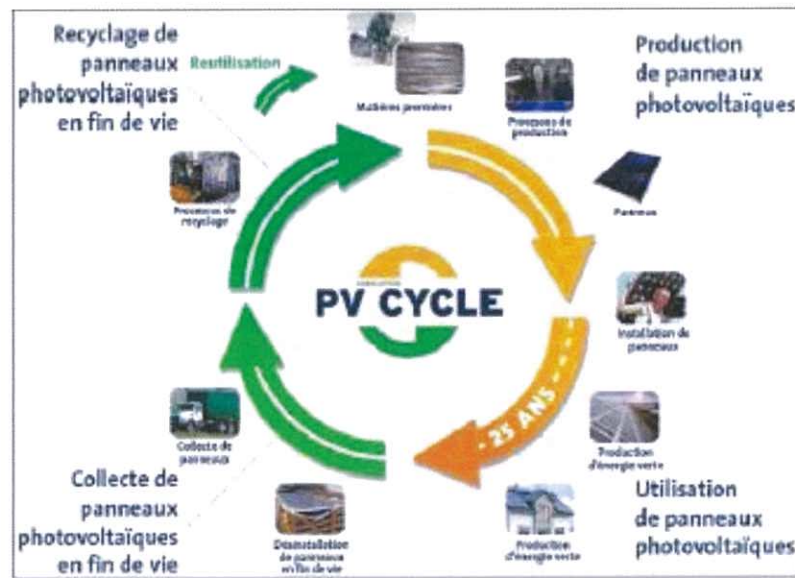 Recyclage de
panneaux
photovoltaïques
en fin de vie
Reutilisation
Matières premières
Processus de
production
Production
de panneaux
photovoltaïques
Panneau
Installation de
panneaux
Production
d'énergie verte
- 25 ANS -
Utilisation
de panneaux
photovoltaïques
Production
d'énergie verte
Désinstallation
de panneaux
en fin de vie
Collecte de
panneaux
Collecte de
panneaux
photovoltaïques
en fin de vie
Processus de
recyclage
PV CYCLE